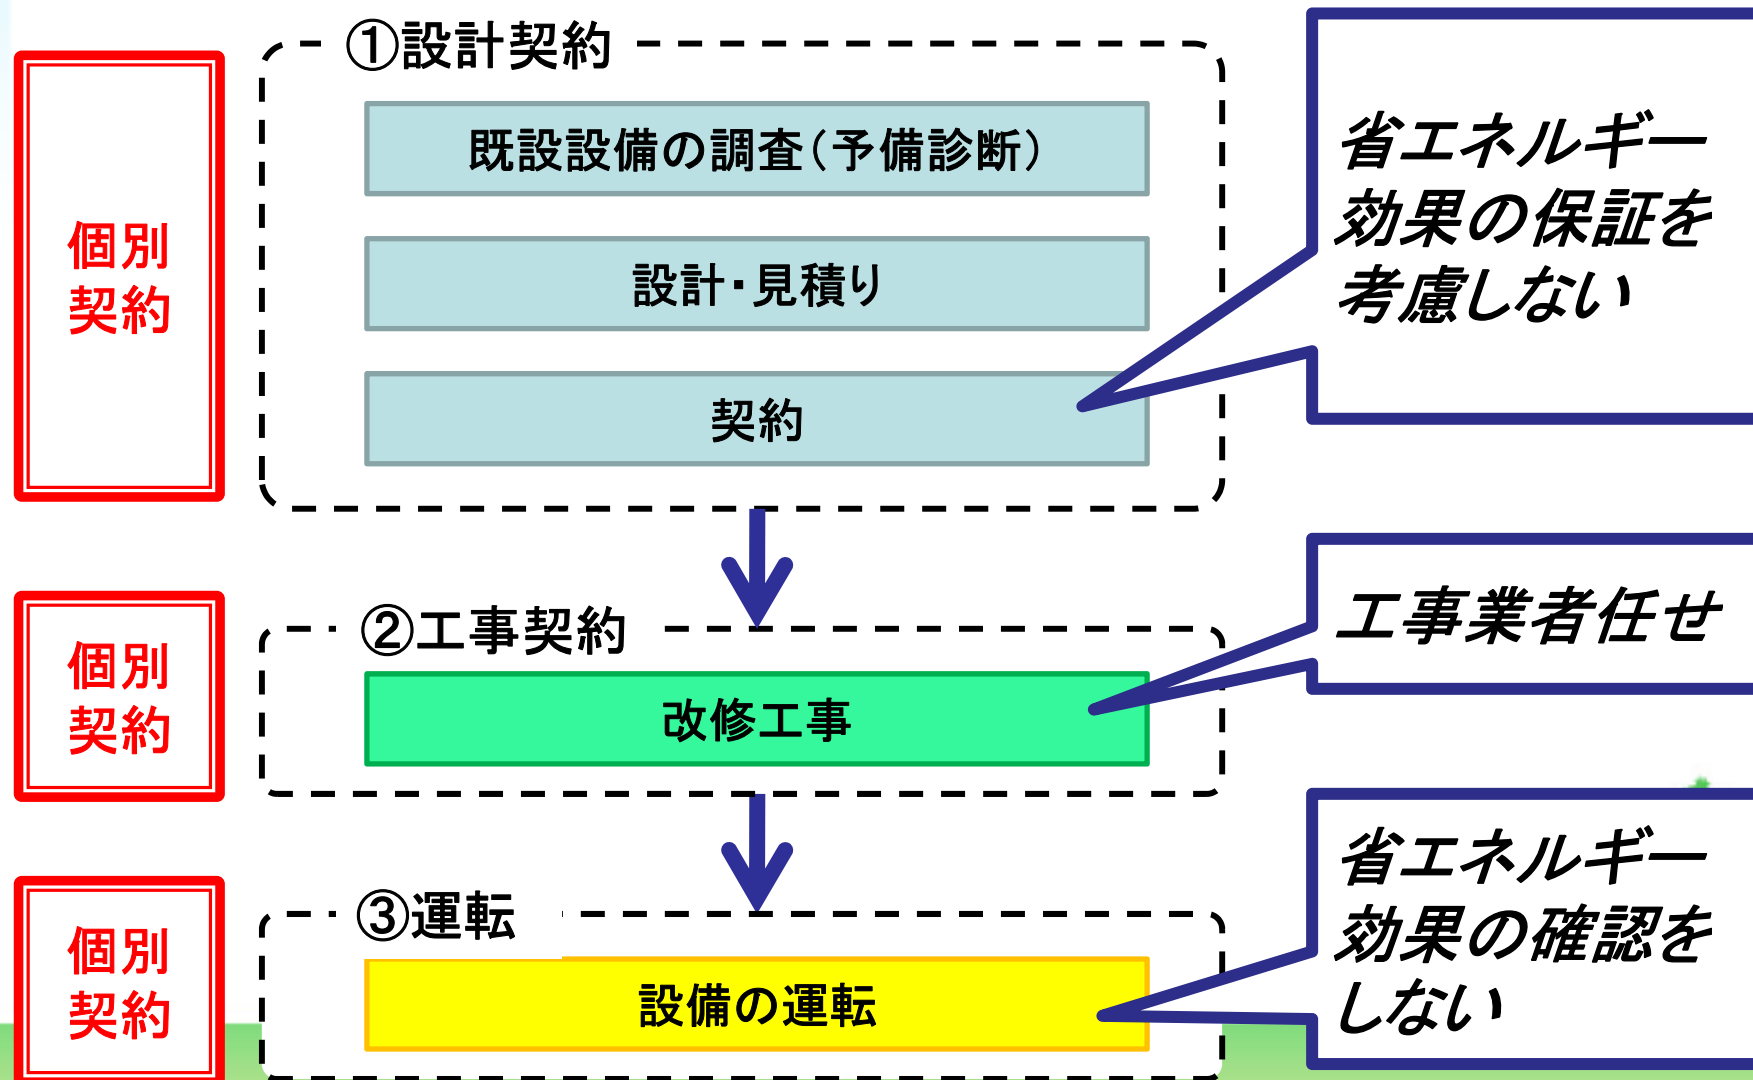 個別
契約
①設計契約
既設設備の調査(予備診断)
設計・見積り
契約
省エネルギー
効果の保証を
考慮しない
個別
契約
②工事契約
改修工事
工事業者任せ
個別
契約
③運転
設備の運転
省エネルギー
効果の確認を
しない